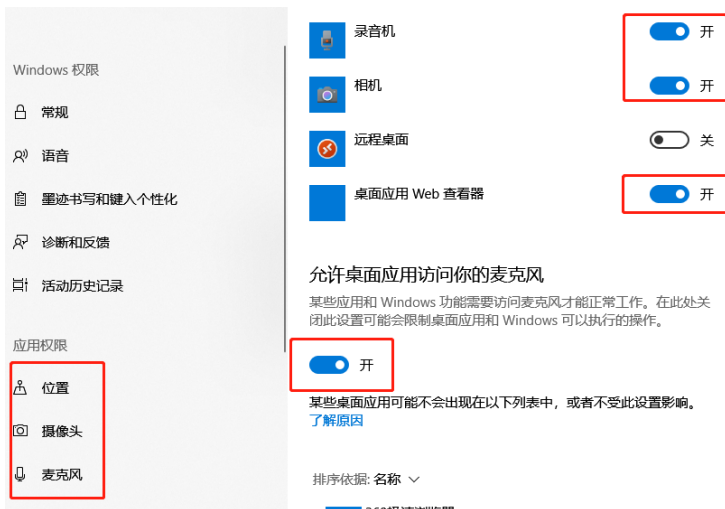 Windows 权限
常规
语音
墨迹书写和键入个性化
诊断和反馈
活动历史记录
应用权限
位置
摄像头
麦克风
录音机 开
相机 开
远程桌面 关
桌面应用 Web 查看器 开
允许桌面应用访问你的麦克风
某些应用和 Windows 功能需要访问麦克风才能正常工作。在此处关
闭此设置可能会限制桌面应用和 Windows 可以执行的操作。
开
某些桌面应用可能不会出现在以下列表中，或者不受此设置影响。
了解原因
排序依据: 名称